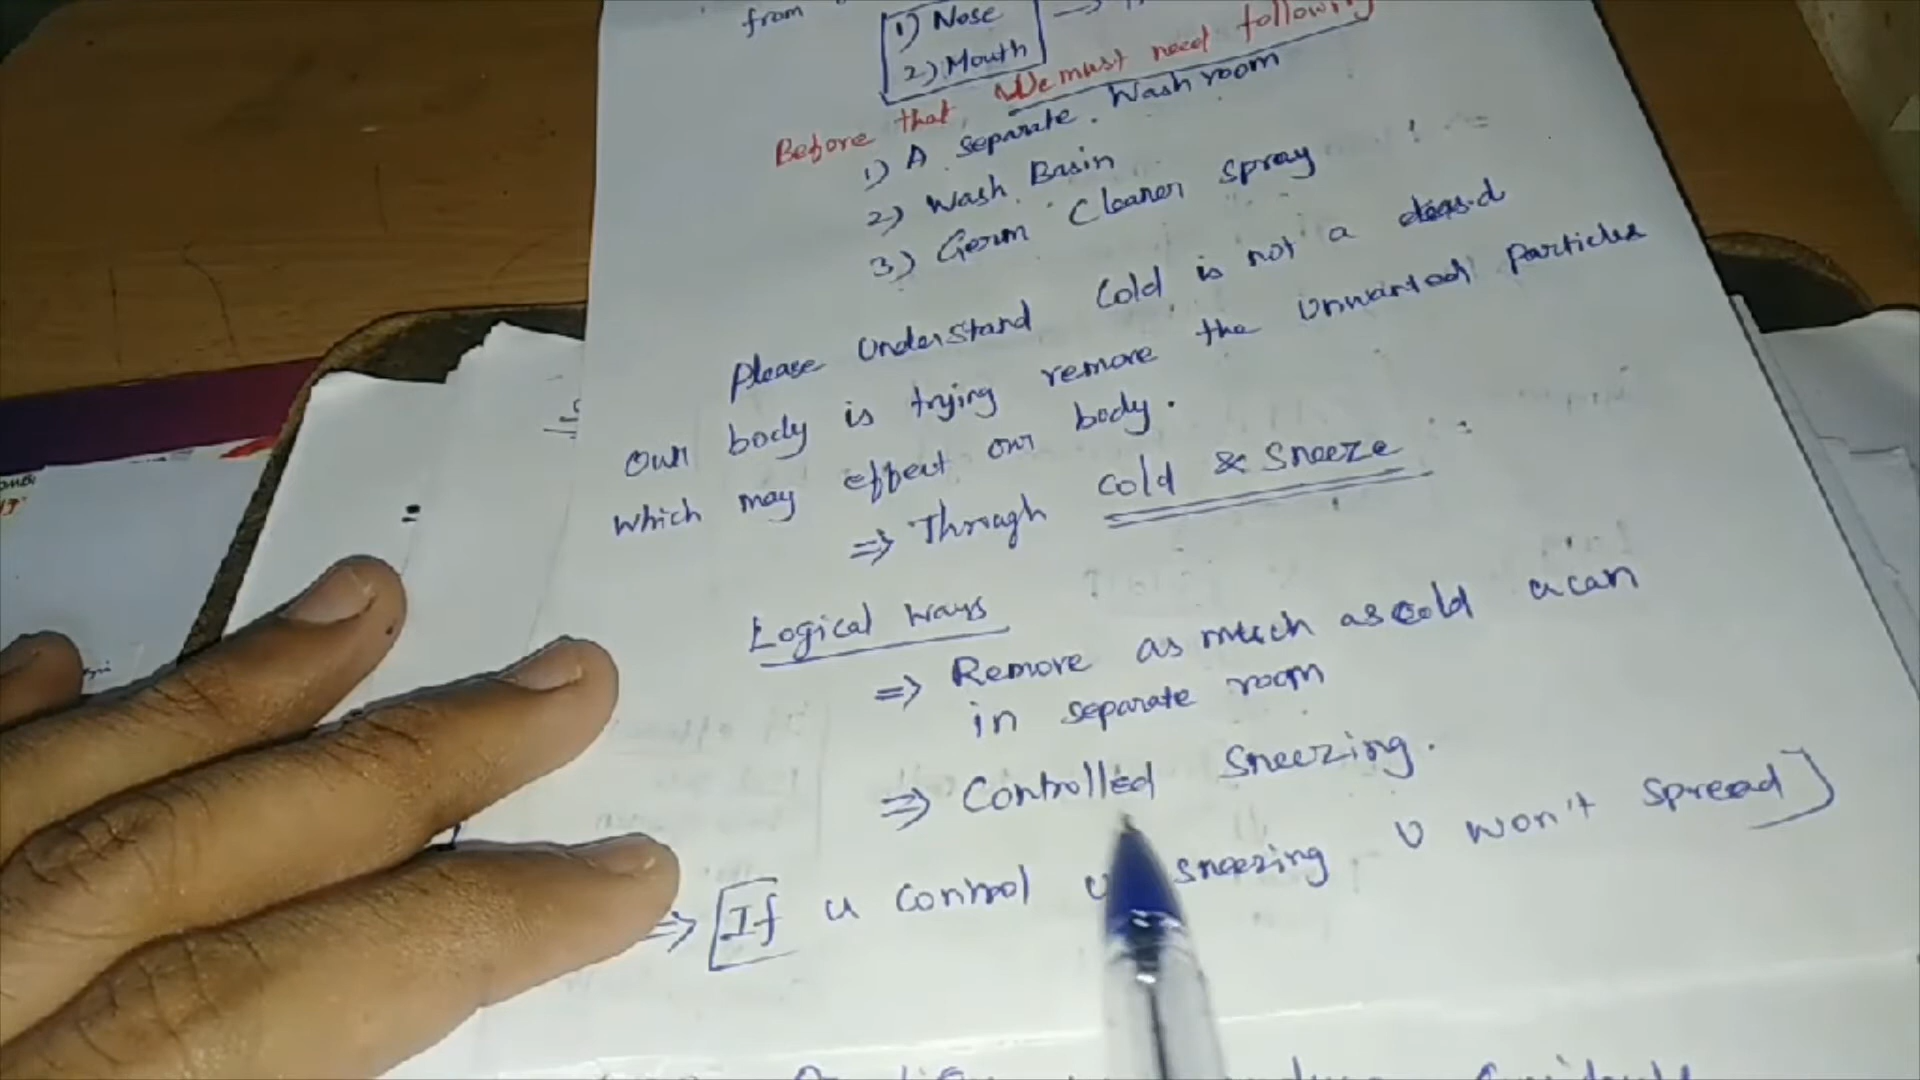 from
1) Nose
2) Mouth
Before that, We must need following
1) A separate. Wash room
2) Wash Basin
3) Germ Cleaner spray
Please Understand Cold is not a
Our body is trying remove the Unwanted Particles
which may effect our body.
=> Through Cold & Sneeze
Logical Ways
=> Remove as much as cold u can
in separate room
=> Controlled Sneezing.
=> [If u control sneezing U won't spread]